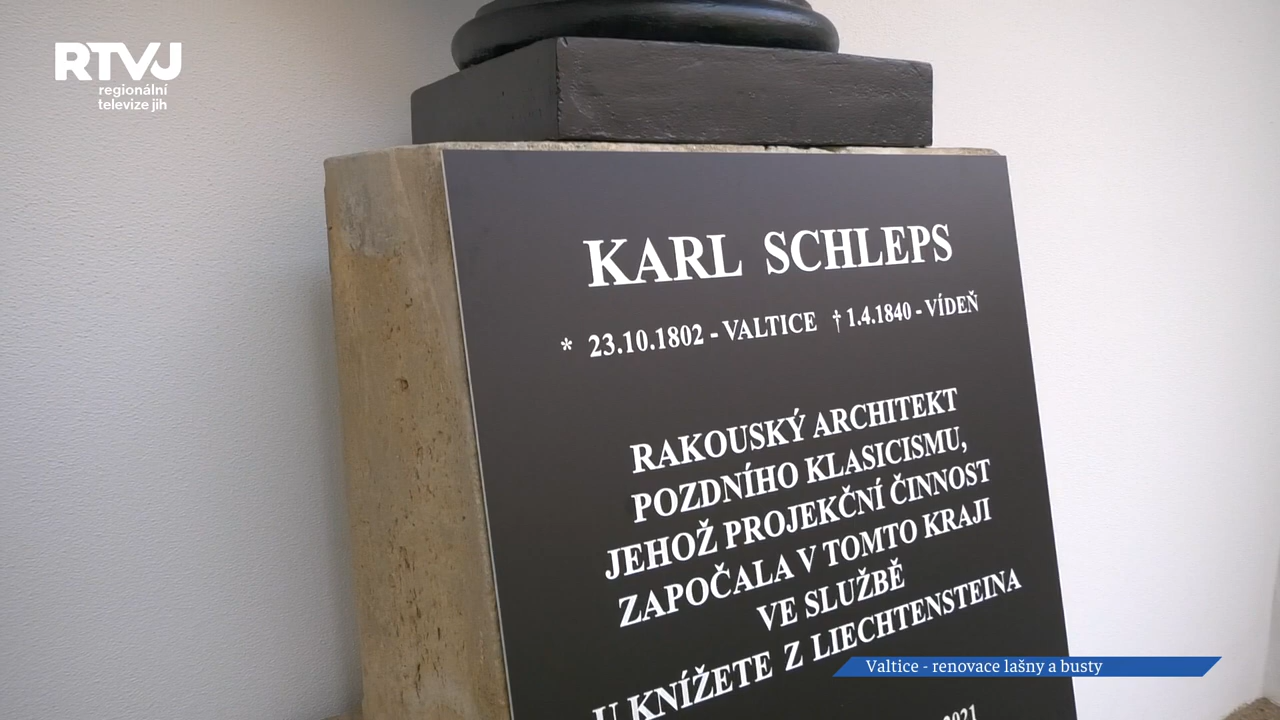 RTVJ
regionální
televize jih
KARL SCHLEPS
* 23.10.1802 - VALTICE † 1.4.1840 - VÍDEŇ
RAKOUSKÝ ARCHITEKT
POZDNÍHO KLASICISMU,
JEHOŽ PROJEKČNÍ ČINNOST
ZAPOČALA V TOMTO KRAJI
VE SLUŽBĚ
U KNÍŽETE Z LIECHTENSTEINA
2021
Valtice - renovace lašny a busty